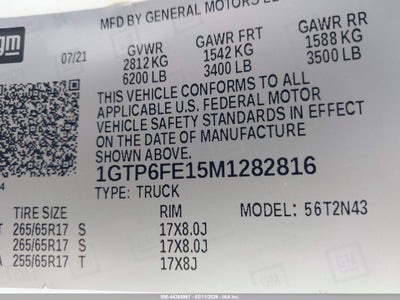 gm
MFD BY GENERAL MOTORS LL
07/21
GVWR GAWR FRT GAWR RR
2812 KG 1542 KG 1588 KG
6200 LB 3400 LB 3500 LB
THIS VEHICLE CONFORMS TO ALL
APPLICABLE U.S. FEDERAL MOTOR
VEHICLE SAFETY STANDARDS IN EFFECT
ON THE DATE OF MANUFACTURE
SHOWN ABOVE.
1GTP6FE15M1282816
TYPE: TRUCK
TIRE SIZE RIM MODEL: 56T2N43
T 265/65R17 S 17X8.0J
T 265/65R17 S 17X8.0J
A 255/65R17 T 17X8J